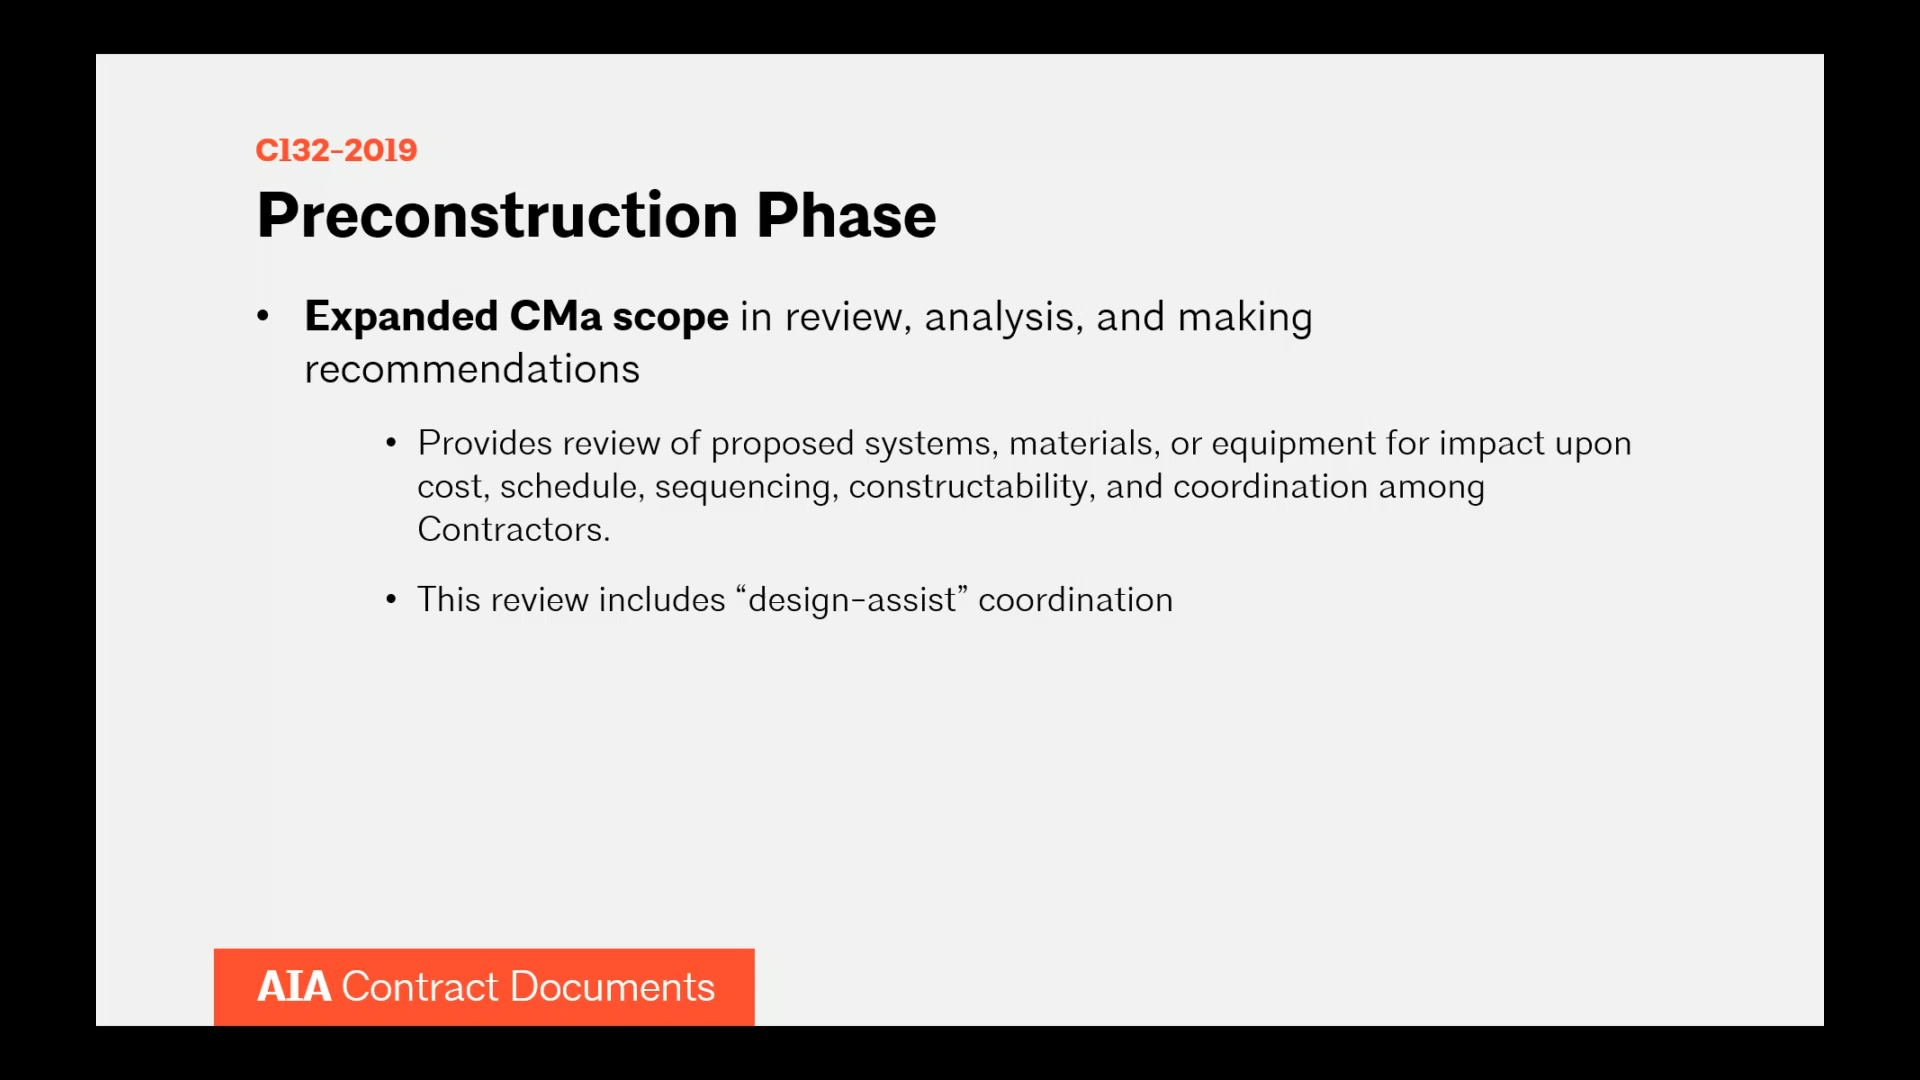 C132-2019
Preconstruction Phase
• Expanded CMa scope in review, analysis, and making
recommendations
• Provides review of proposed systems, materials, or equipment for impact upon
cost, schedule, sequencing, constructability, and coordination among
Contractors.
• This review includes “design-assist” coordination
AIA Contract Documents